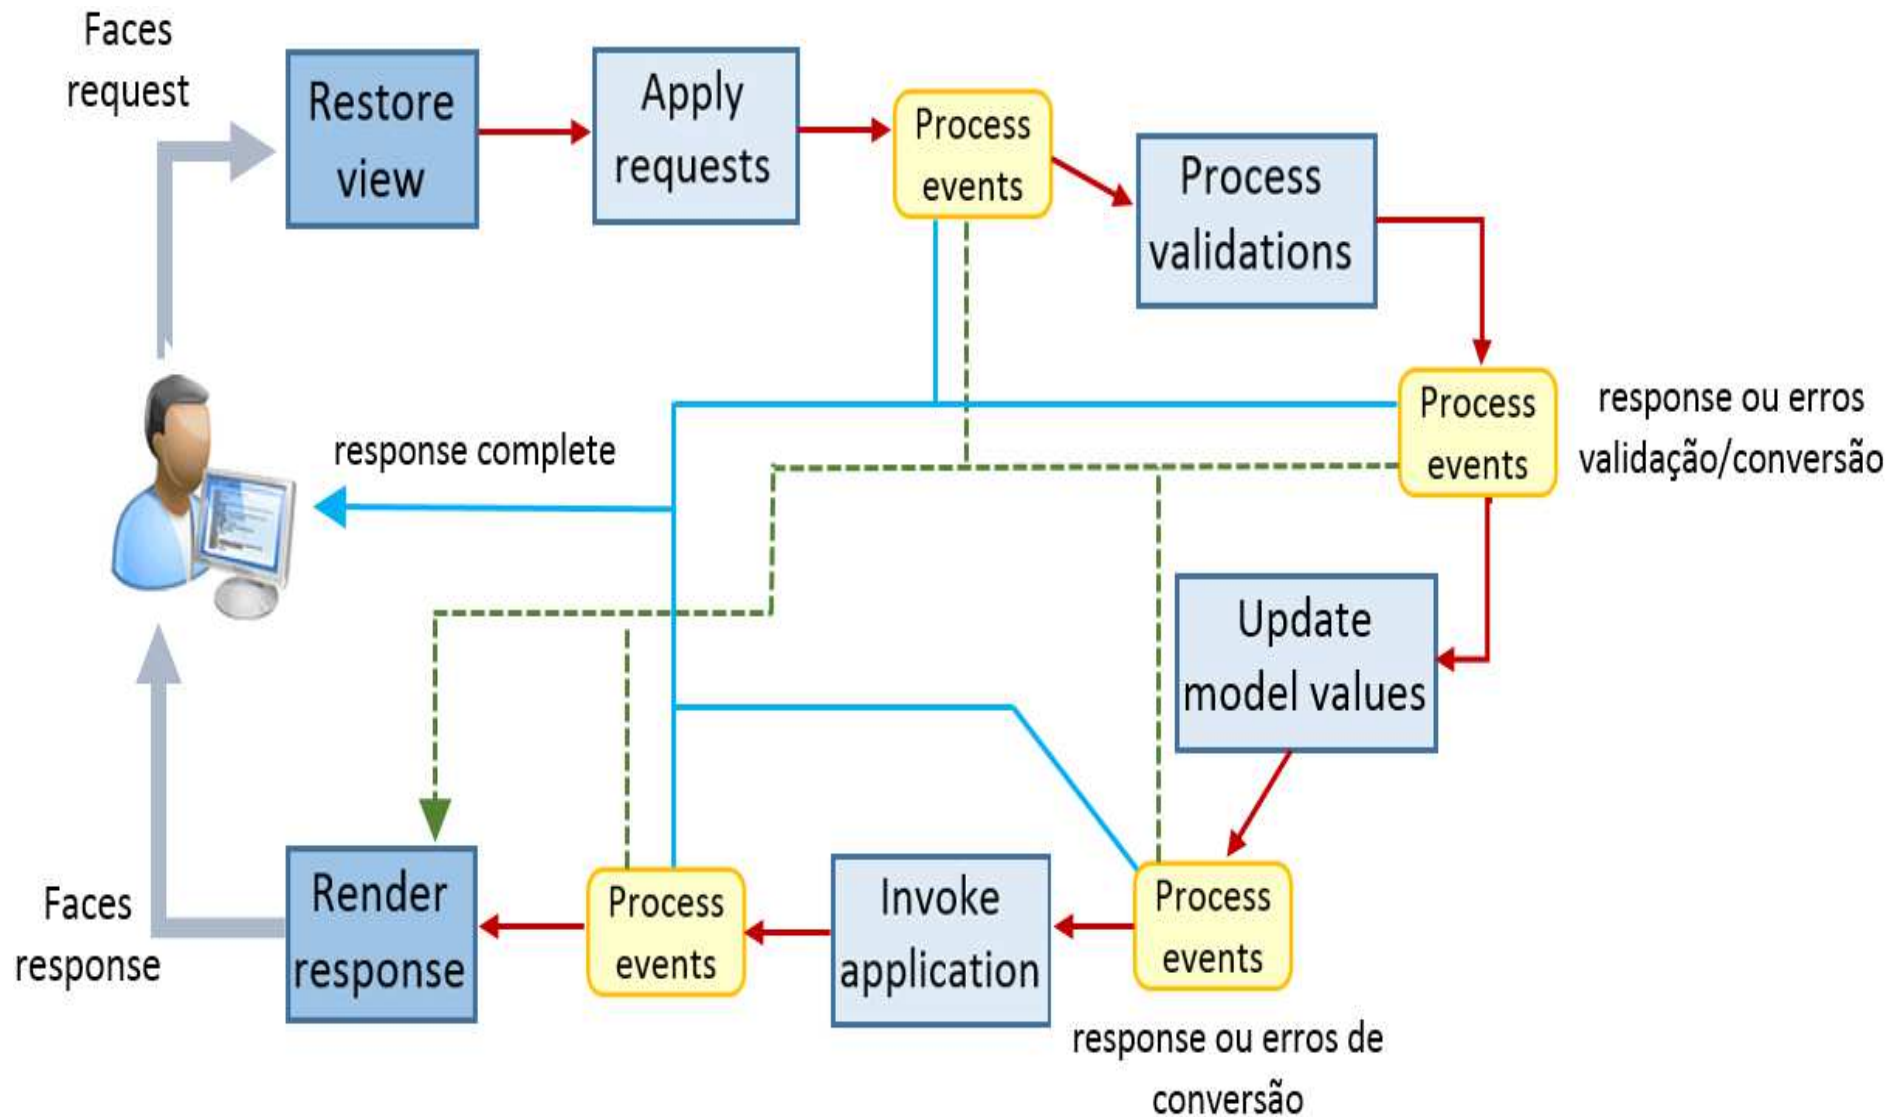 Faces
request
Restore
view
Apply
requests
Process
events
Process
validations
Process
events
response ou erros
validação/conversão
response complete
Update
model values
Faces
response
Render
response
Process
events
Invoke
application
Process
events
response ou erros de
conversão